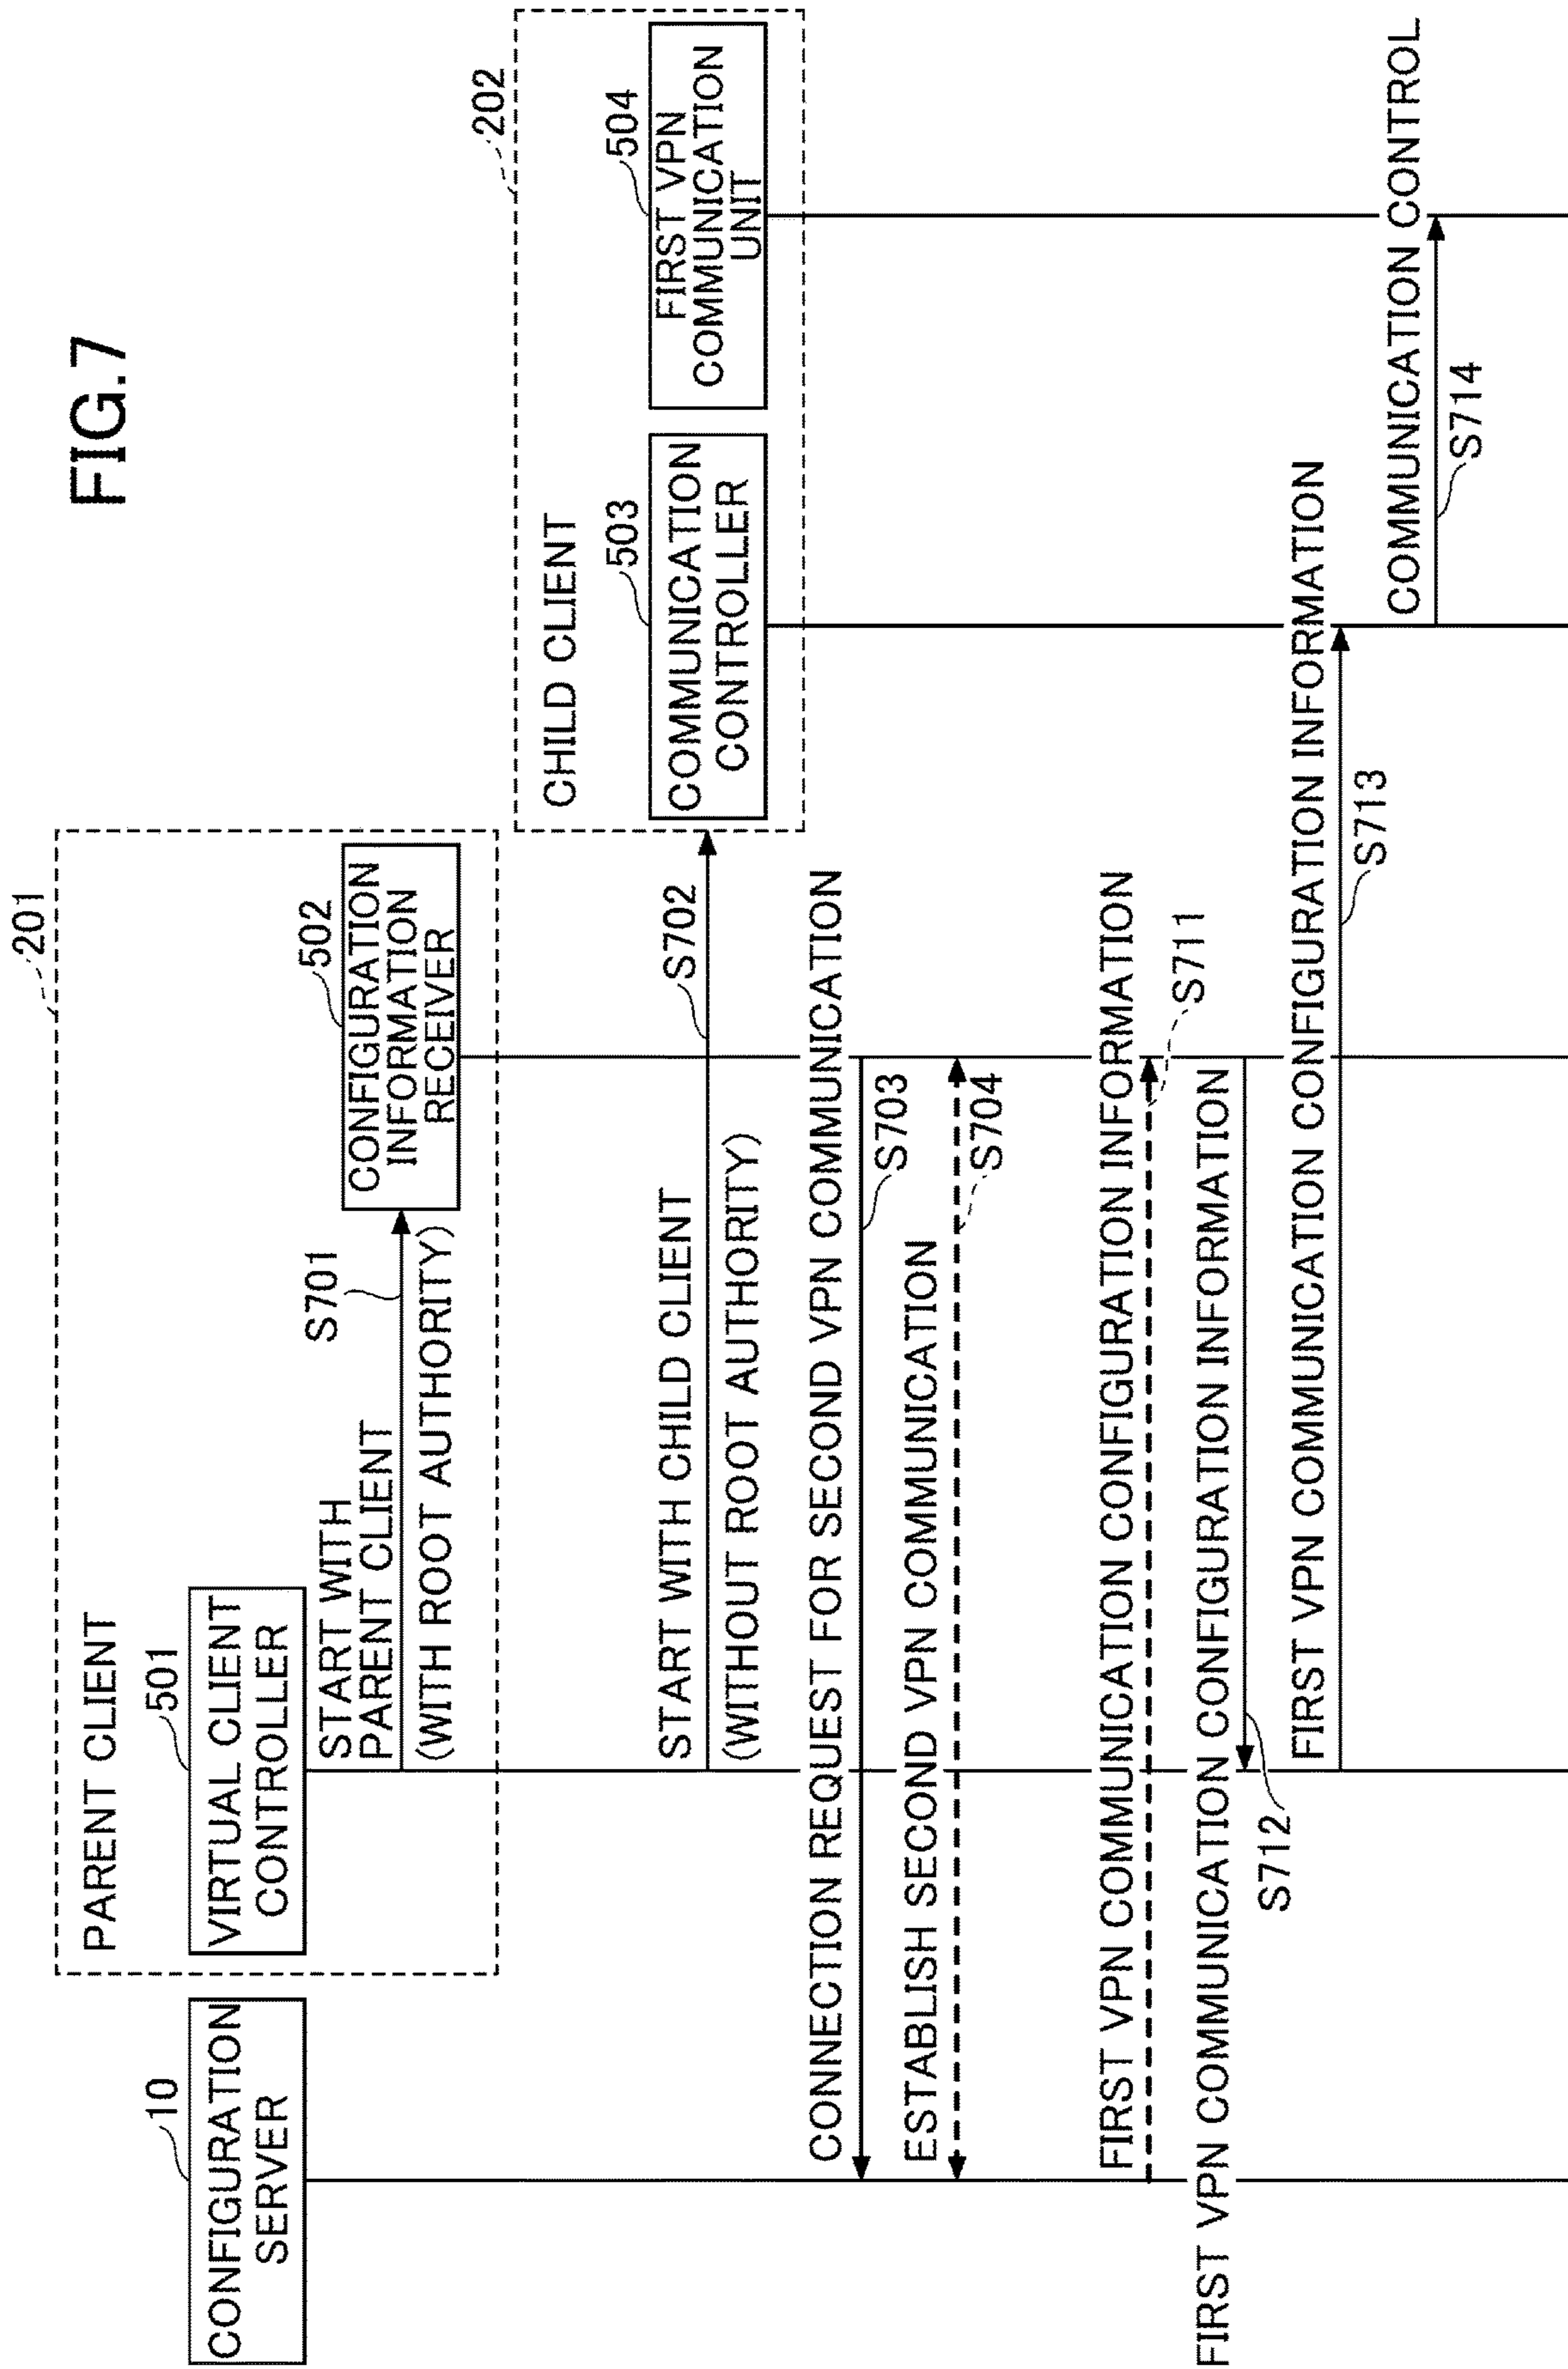 FIG.7
201
202
PARENT CLIENT
CHILD CLIENT
10
CONFIGURATION
SERVER
501
VIRTUAL CLIENT
CONTROLLER
502
CONFIGURATION
INFORMATION
RECEIVER
503
COMMUNICATION
CONTROLLER
504
FIRST VPN
COMMUNICATION
UNIT
START WITH
PARENT CLIENT
(WITH ROOT AUTHORITY)
S701
START WITH CHILD CLIENT
(WITHOUT ROOT AUTHORITY)
S702
CONNECTION REQUEST FOR SECOND VPN COMMUNICATION
S703
ESTABLISH SECOND VPN COMMUNICATION
S704
FIRST VPN COMMUNICATION CONFIGURATION INFORMATION
S711
FIRST VPN COMMUNICATION CONFIGURATION INFORMATION
S712
FIRST VPN COMMUNICATION CONFIGURATION INFORMATION
S713
COMMUNICATION CONTROL
S714